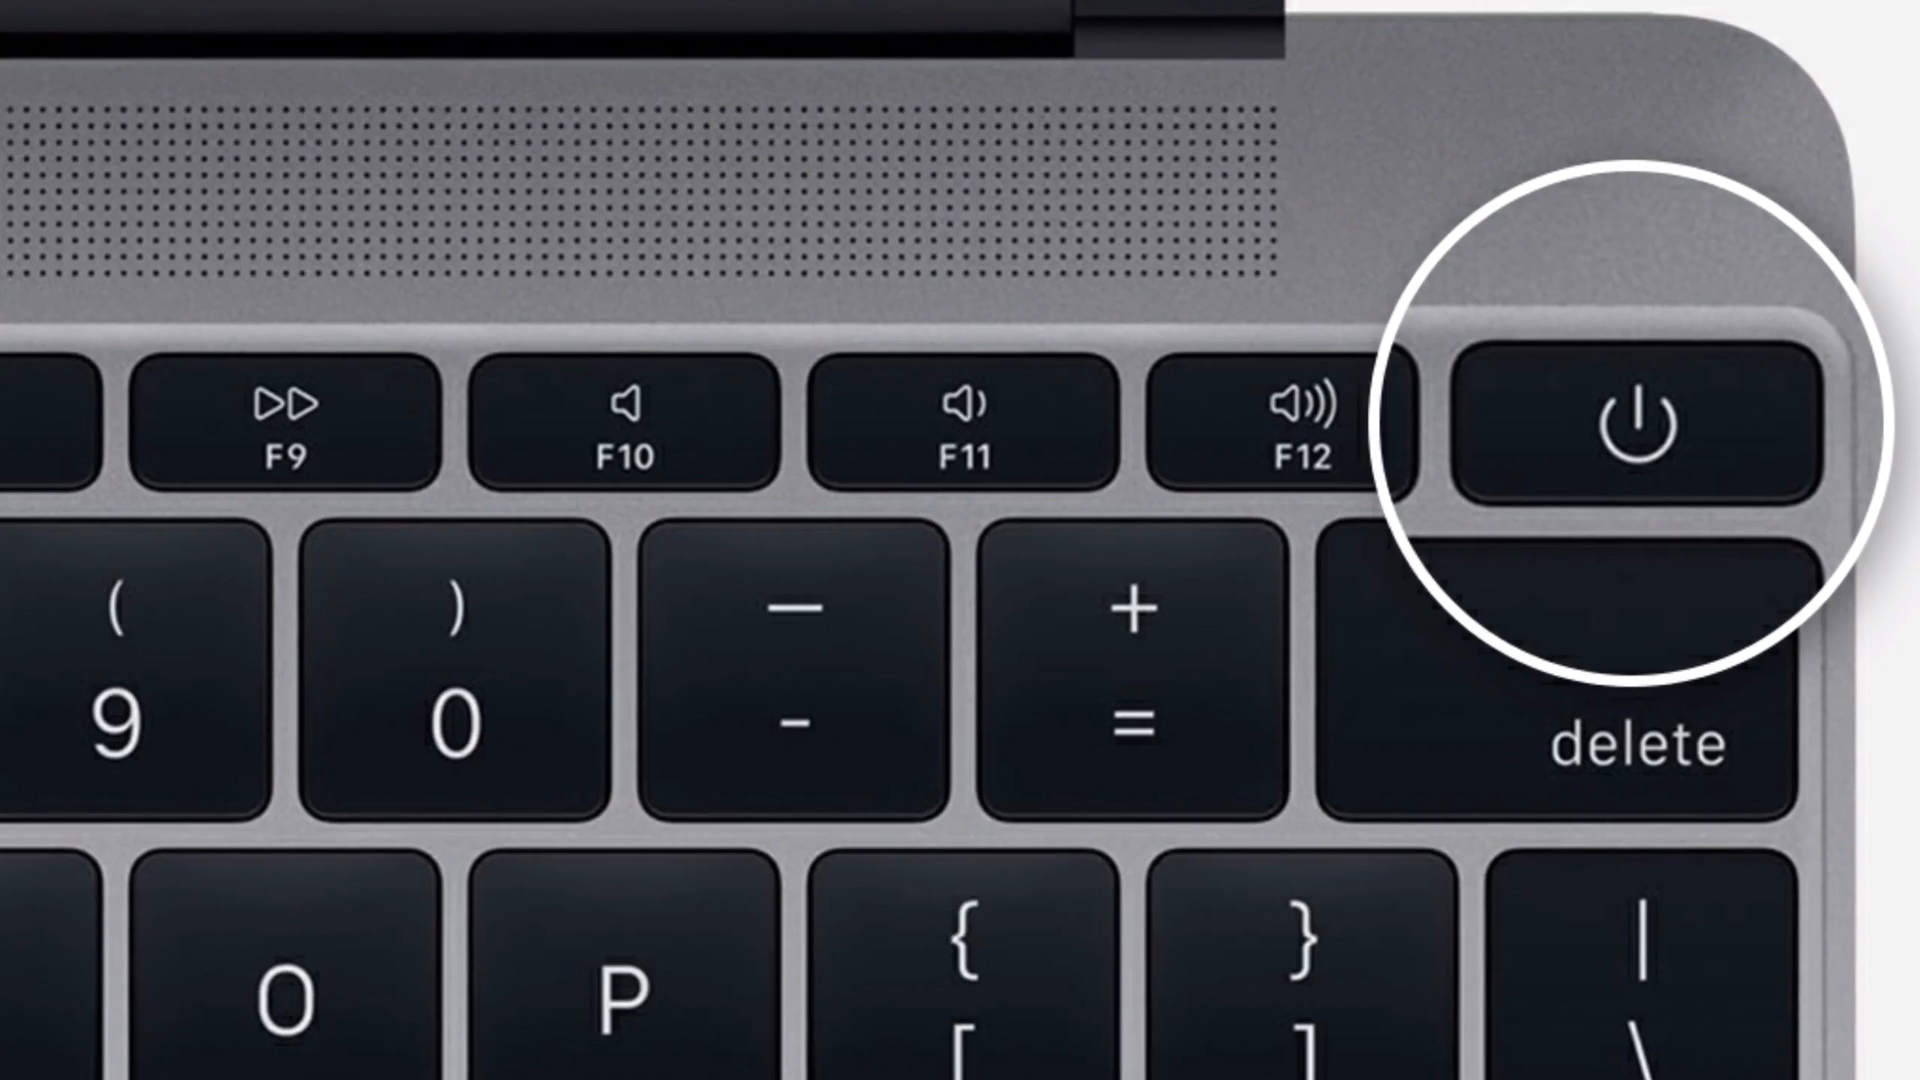 F9 F10 F11 F12
( ) — +
9 0 - =
delete
O P { } |
[ ] \